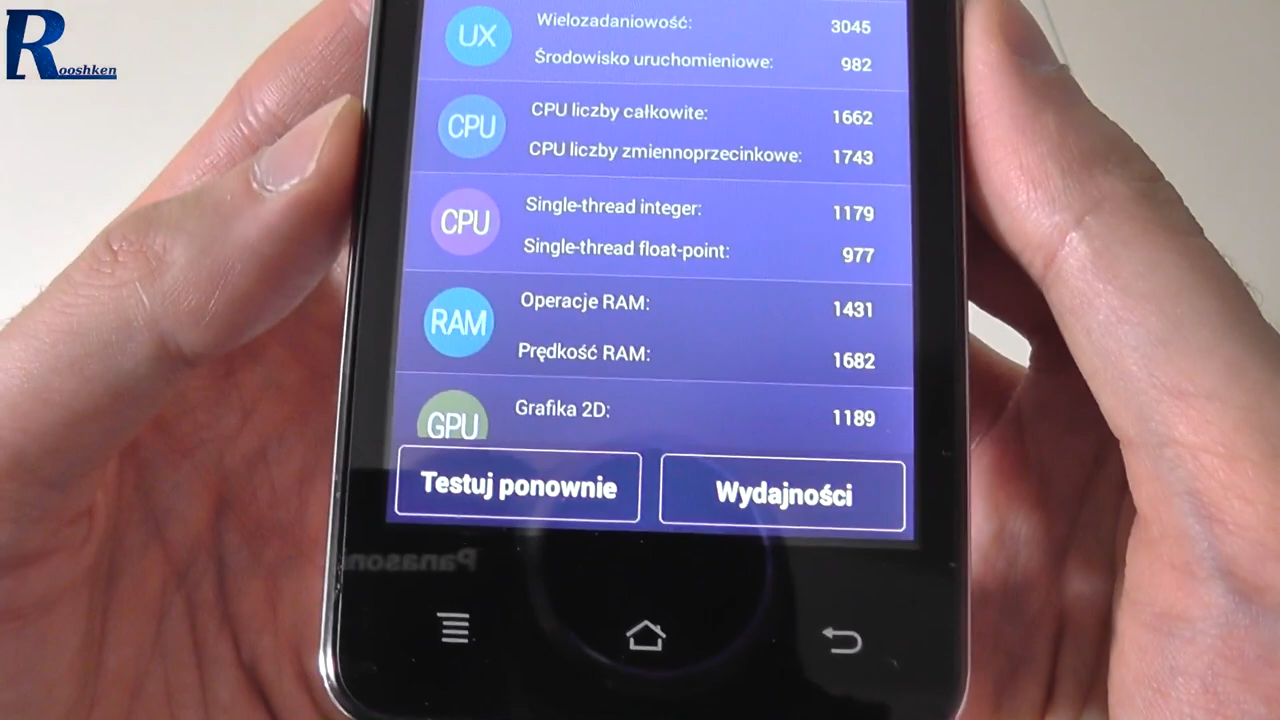 Rooshken
UX
Wielozadaniowość: 3045
Środowisko uruchomieniowe: 982
CPU
CPU liczby całkowite: 1662
CPU liczby zmiennoprzecinkowe: 1743
CPU
Single-thread integer: 1179
Single-thread float-point: 977
RAM
Operacje RAM: 1431
Prędkość RAM: 1682
GPU
Grafika 2D: 1189
Testuj ponownie Wydajności
Panasoni